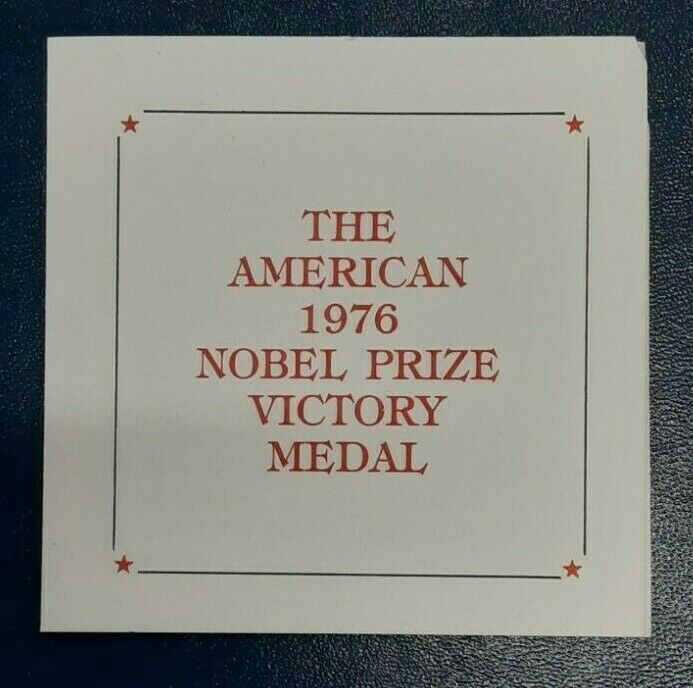 THE
AMERICAN
1976
NOBEL PRIZE
VICTORY
MEDAL